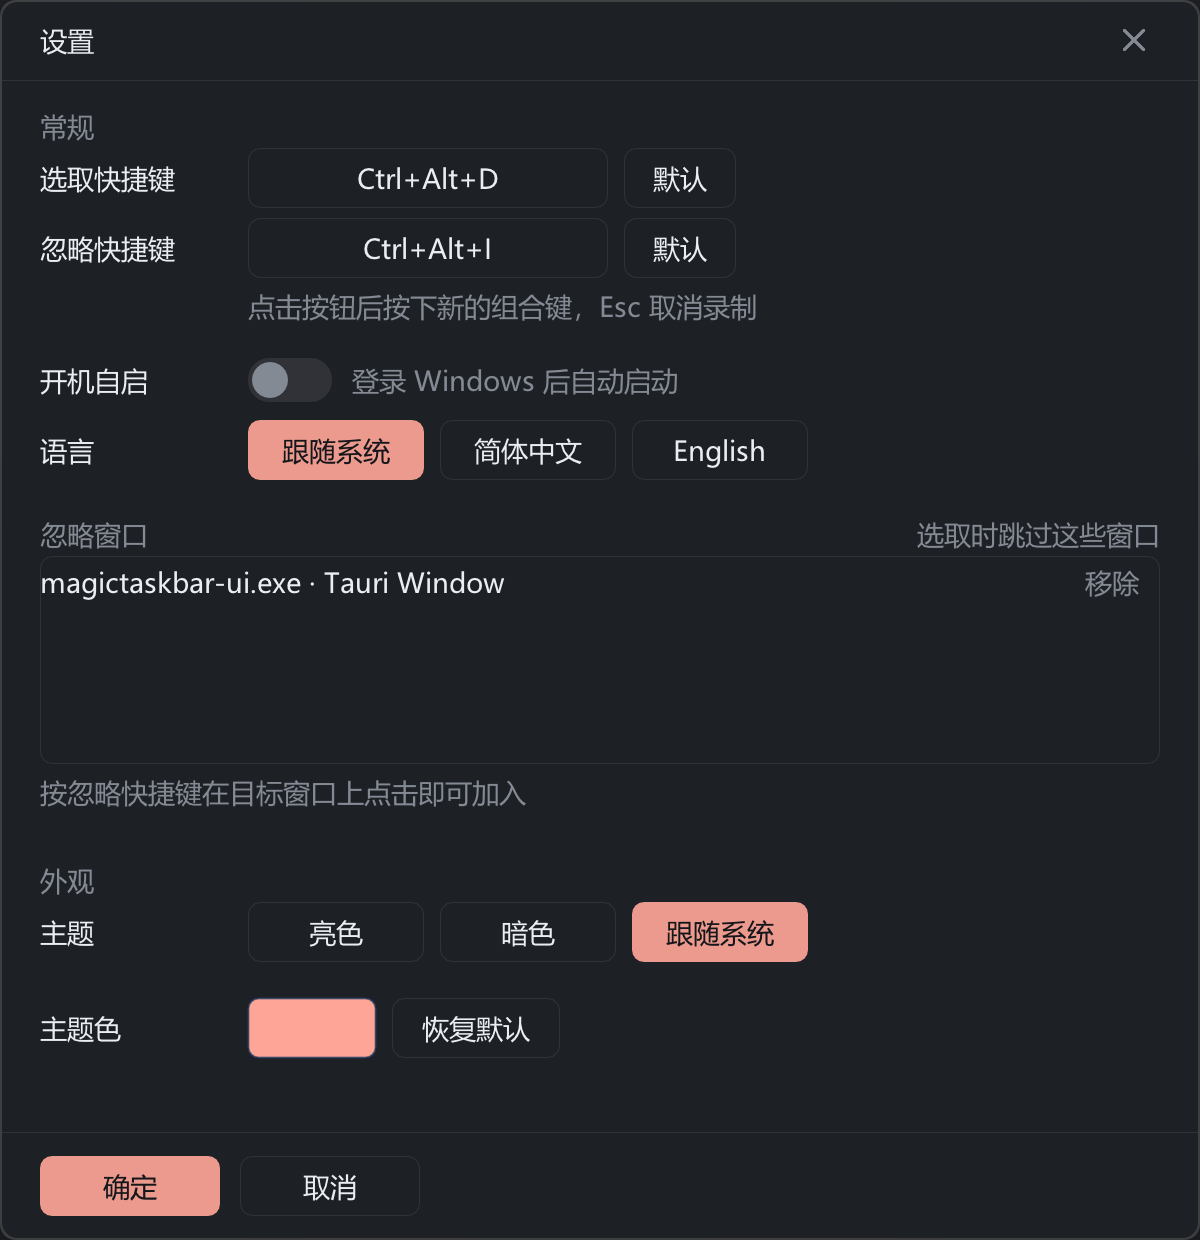 设置
常规
选取快捷键 Ctrl+Alt+D 默认
忽略快捷键 Ctrl+Alt+I 默认
点击按钮后按下新的组合键，Esc 取消录制
开机自启 登录 Windows 后自动启动
语言 跟随系统 简体中文 English
忽略窗口 选取时跳过这些窗口
magictaskbar-ui.exe · Tauri Window 移除
按忽略快捷键在目标窗口上点击即可加入
外观
主题 亮色 暗色 跟随系统
主题色 恢复默认
确定 取消